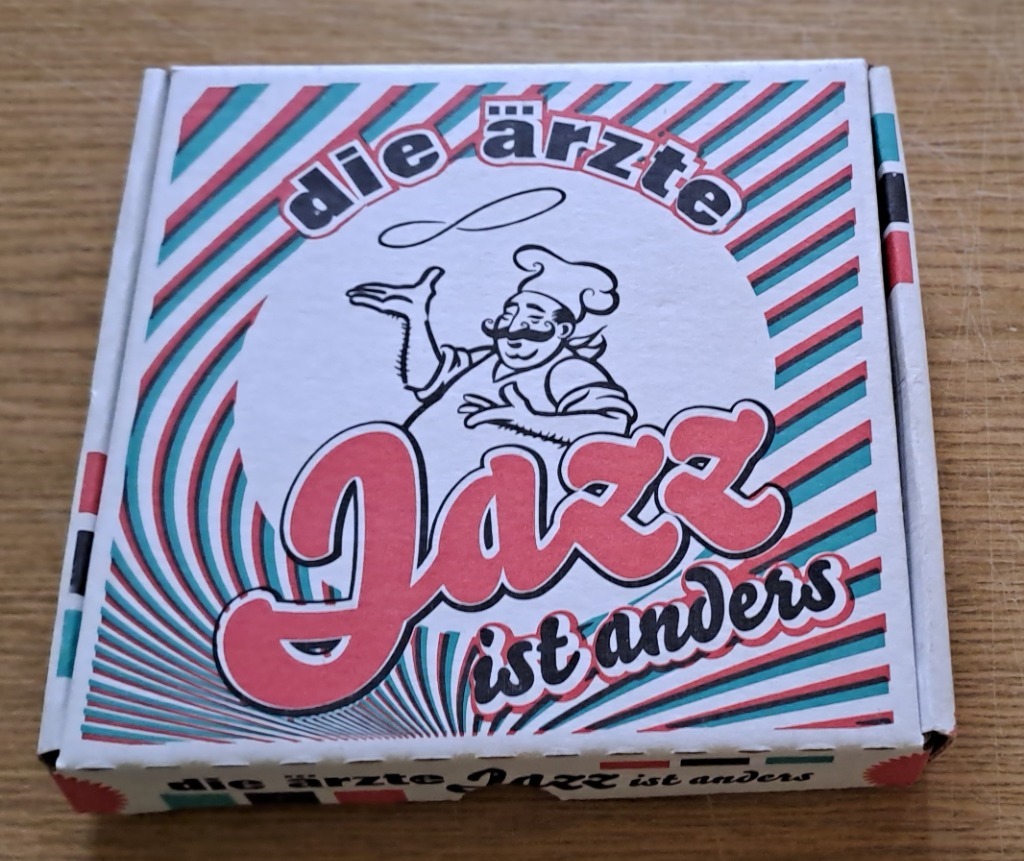 die ärzte
Jazz
ist anders
die ärzte Jazz ist anders